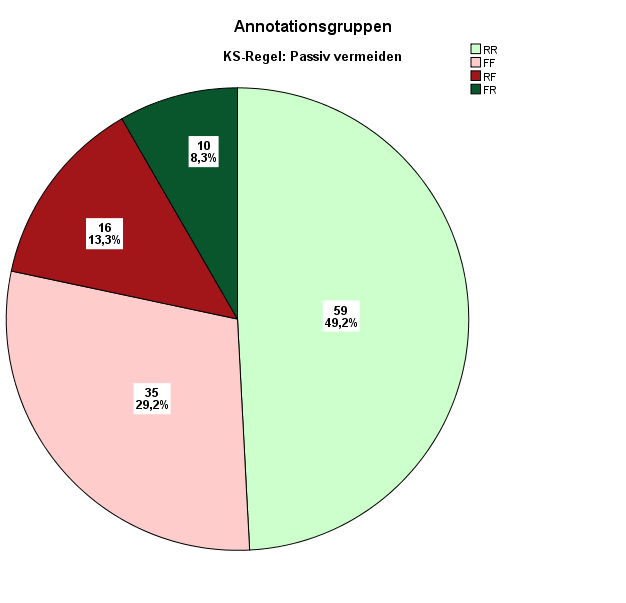 Annotationsgruppen
KS-Regel: Passiv vermeiden
RR
FF
RF
FR
10
8,3%
16
13,3%
59
49,2%
35
29,2%